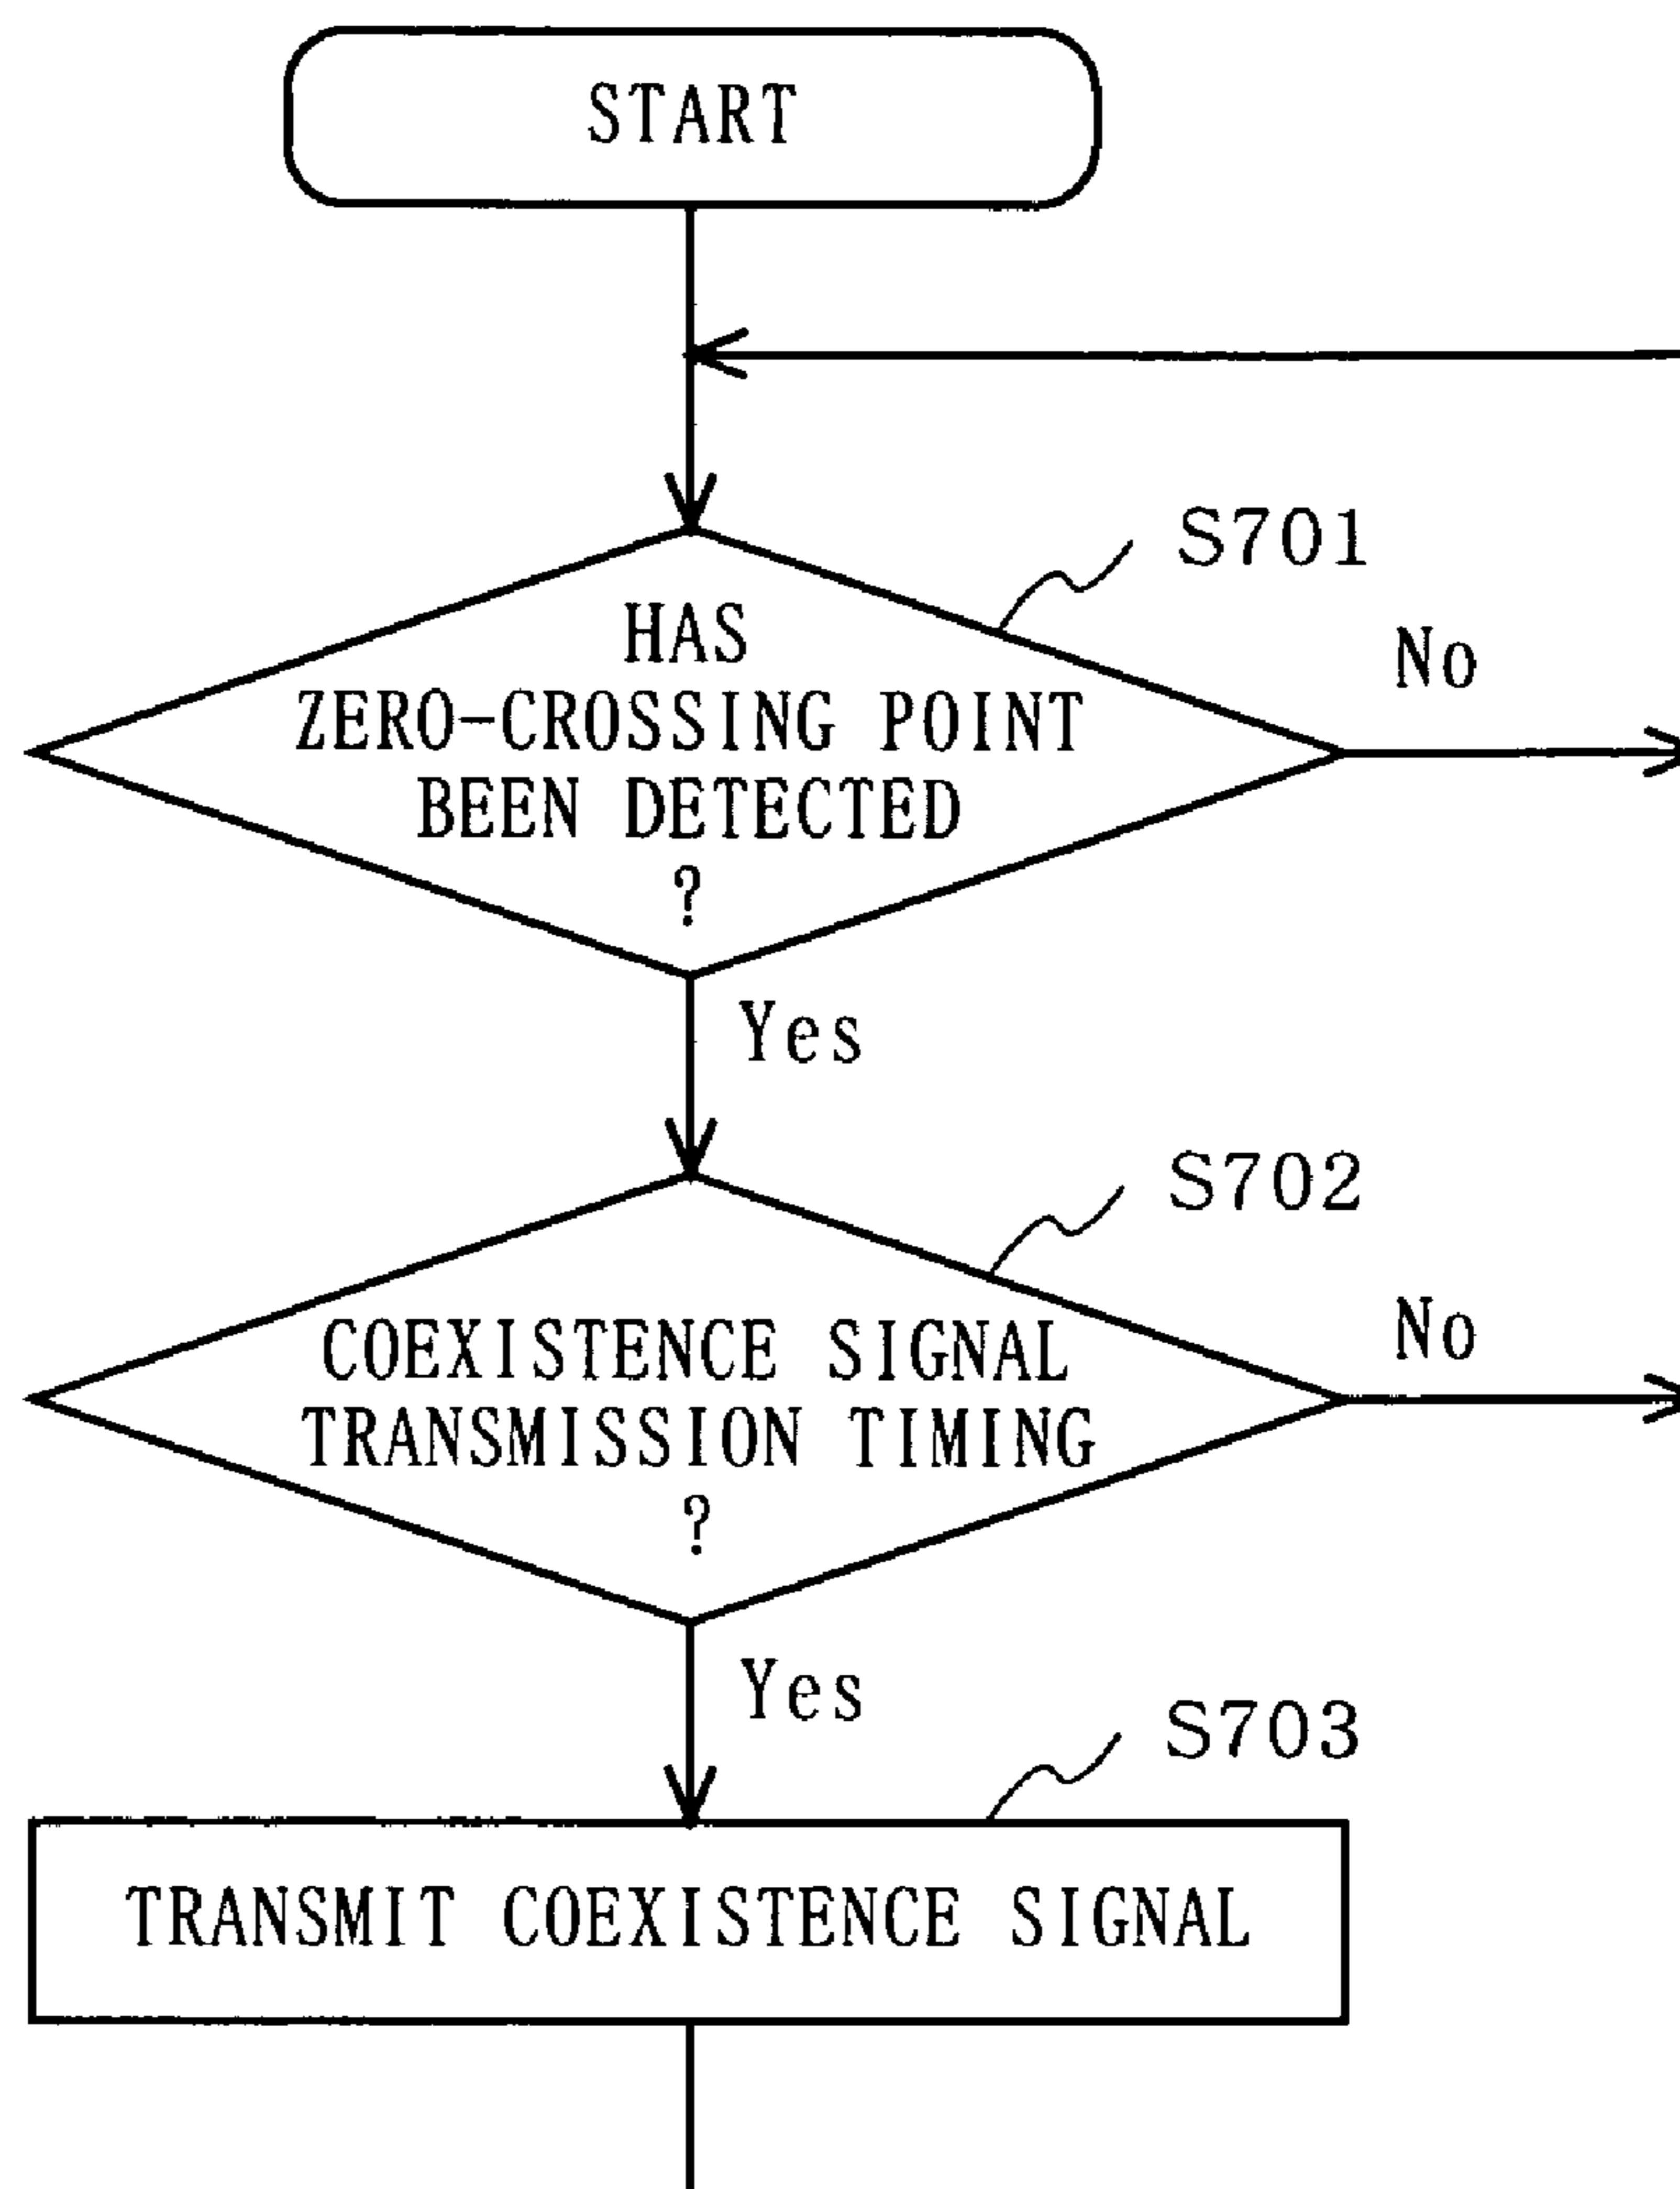 START
S701
HAS
ZERO-CROSSING POINT
BEEN DETECTED
?
No
Yes
S702
COEXISTENCE SIGNAL
TRANSMISSION TIMING
?
No
Yes
S703
TRANSMIT COEXISTENCE SIGNAL